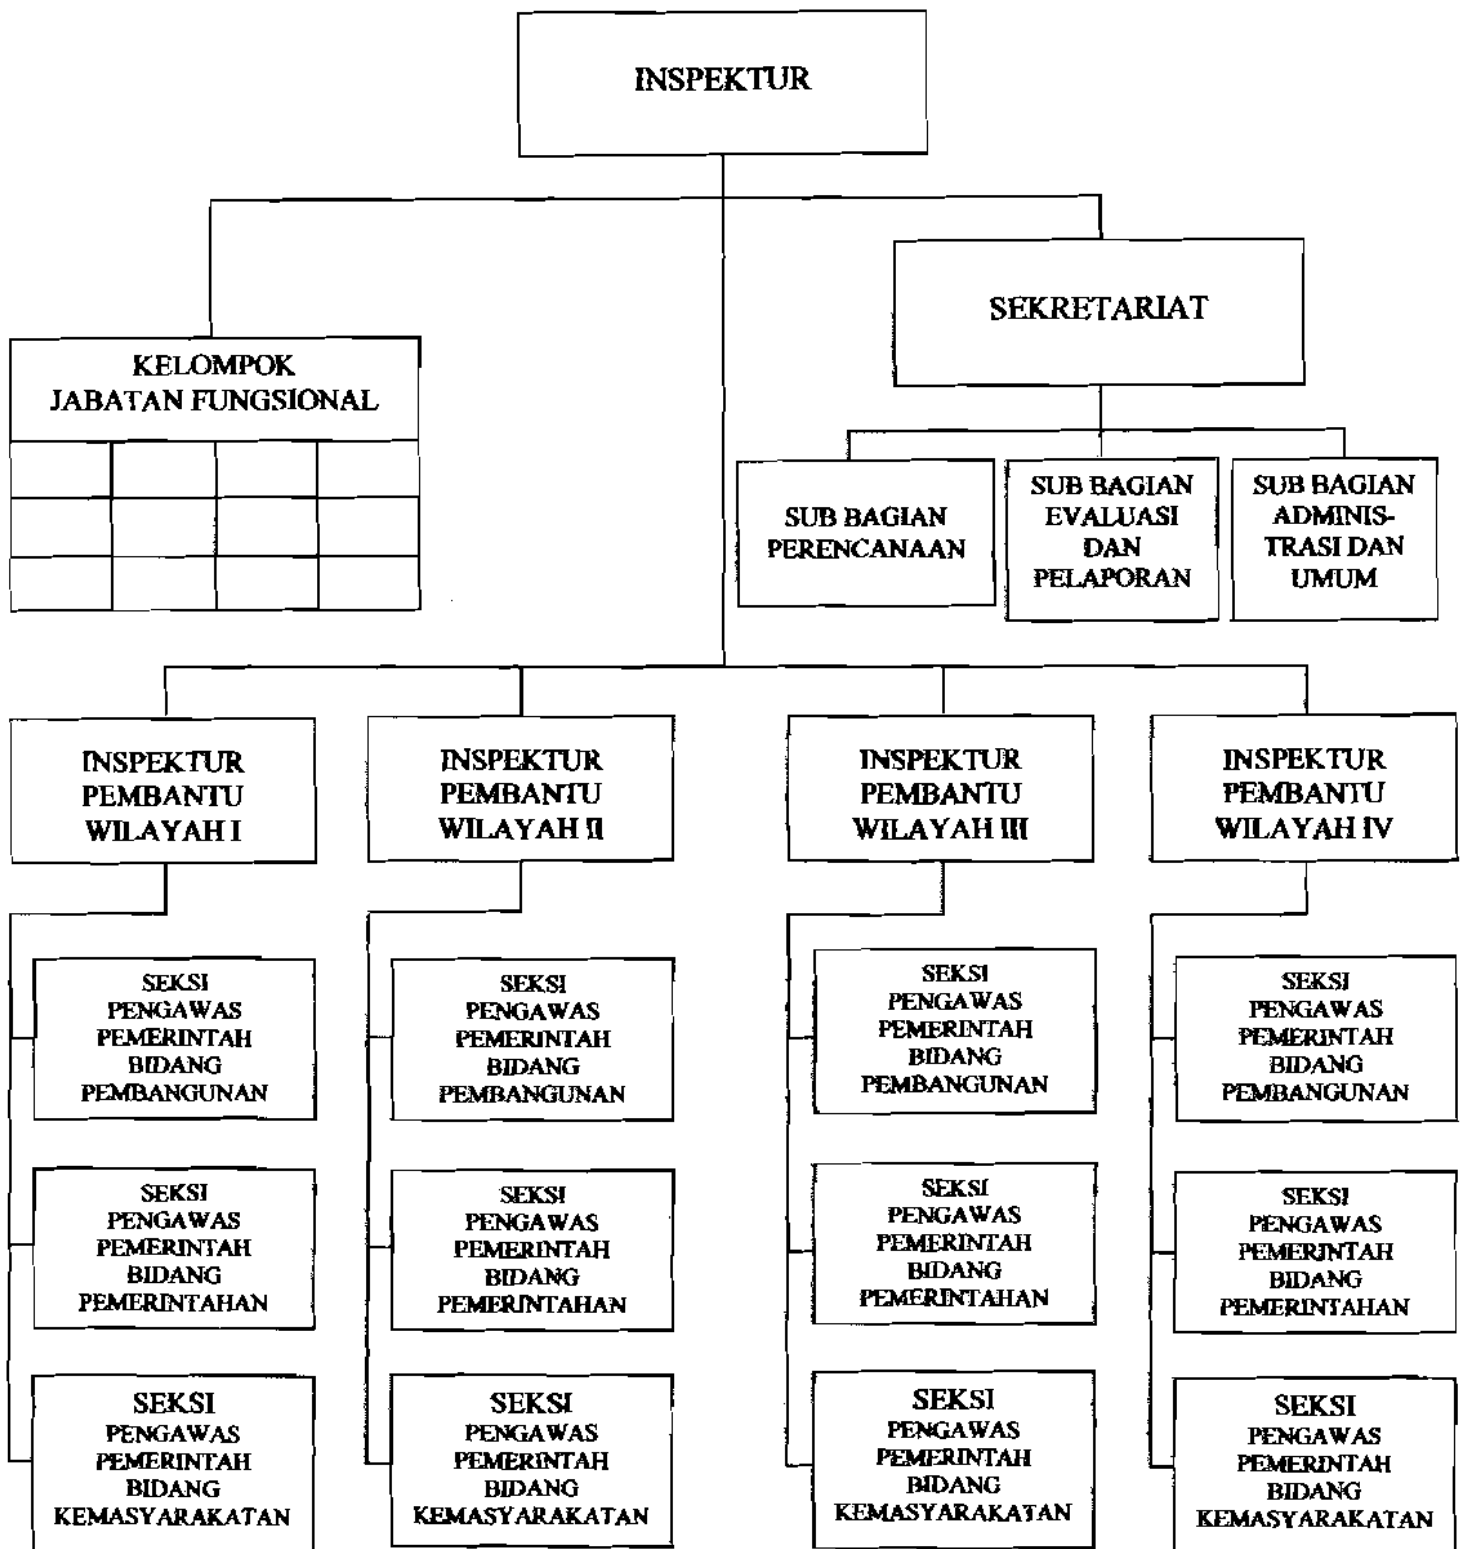 INSPEKTUR
SEKRETARIAT
KELOMPOK
JABATAN FUNGSIONAL
SUB BAGIAN
PERENCANAAN
SUB BAGIAN
EVALUASI
DAN
PELAPORAN
SUB BAGIAN
ADMINIS-
TRASI DAN
UMUM
INSPEKTUR
PEMBANTU
WILAYAH I
INSPEKTUR
PEMBANTU
WILAYAH II
INSPEKTUR
PEMBANTU
WILAYAH III
INSPEKTUR
PEMBANTU
WILAYAH IV
SEKSI
PENGAWAS
PEMERINTAH
BIDANG
PEMBANGUNAN
SEKSI
PENGAWAS
PEMERINTAH
BIDANG
PEMBANGUNAN
SEKSI
PENGAWAS
PEMERINTAH
BIDANG
PEMBANGUNAN
SEKSI
PENGAWAS
PEMERINTAH
BIDANG
PEMBANGUNAN
SEKSI
PENGAWAS
PEMERINTAH
BIDANG
PEMERINTAHAN
SEKSI
PENGAWAS
PEMERINTAH
BIDANG
PEMERINTAHAN
SEKSI
PENGAWAS
PEMERINTAH
BIDANG
PEMERINTAHAN
SEKSI
PENGAWAS
PEMERINTAH
BIDANG
PEMERINTAHAN
SEKSI
PENGAWAS
PEMERINTAH
BIDANG
KEMASYARAKATAN
SEKSI
PENGAWAS
PEMERINTAH
BIDANG
KEMASYARAKATAN
SEKSI
PENGAWAS
PEMERINTAH
BIDANG
KEMASYARAKATAN
SEKSI
PENGAWAS
PEMERINTAH
BIDANG
KEMASYARAKATAN